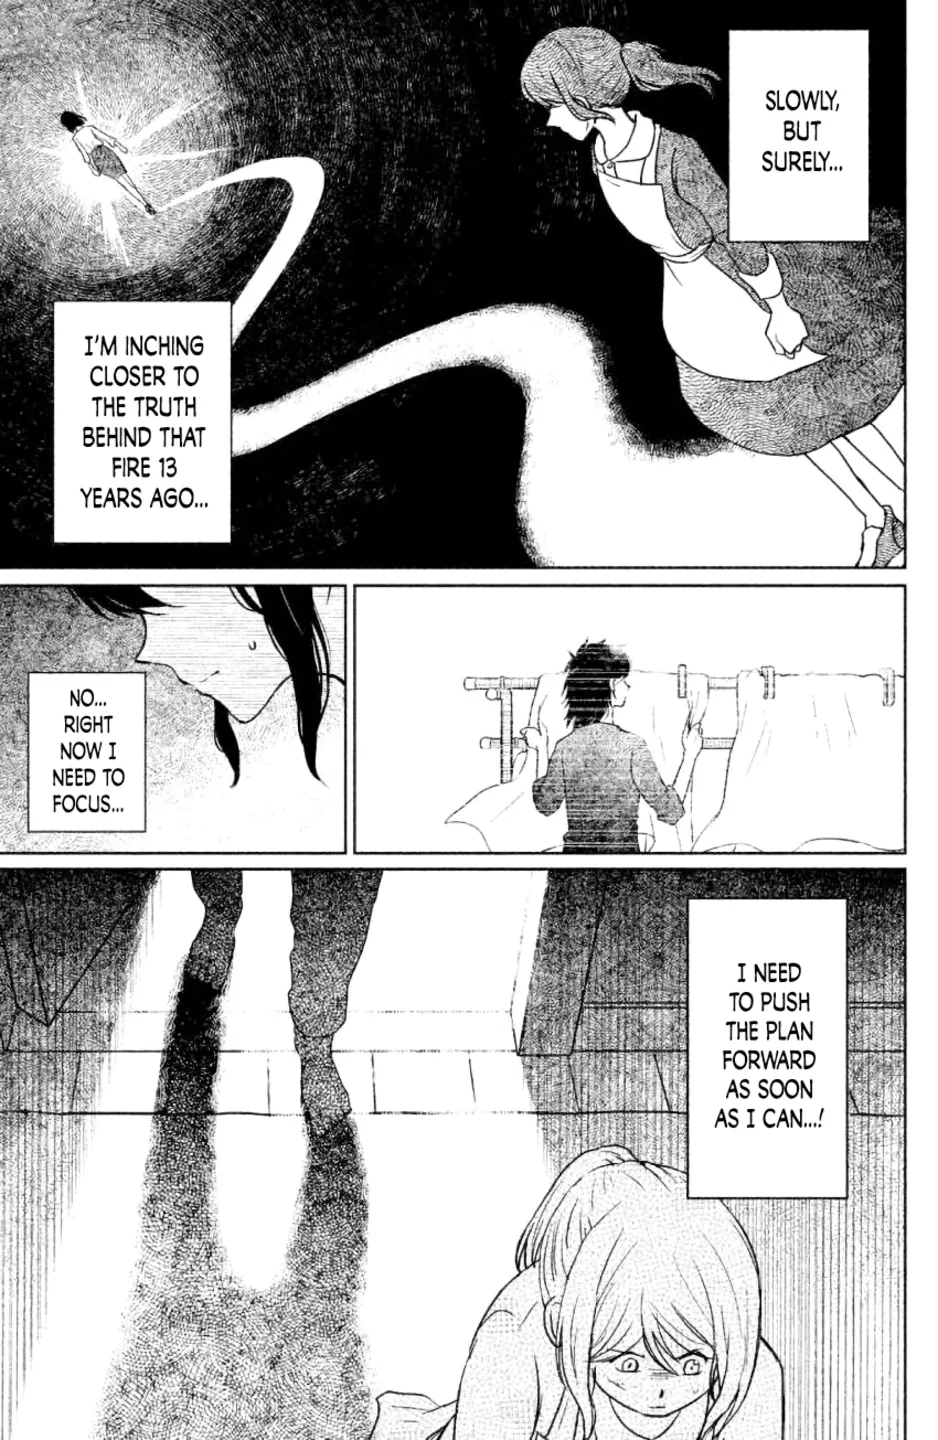 SLOWLY,
BUT
SURELY...
I'M INCHING
CLOSER TO
THE TRUTH
BEHIND THAT
FIRE 13
YEARS AGO...
NO...
RIGHT
NOW I
NEED TO
FOCUS...
I NEED
TO PUSH
THE PLAN
FORWARD
AS SOON
AS I CAN...!